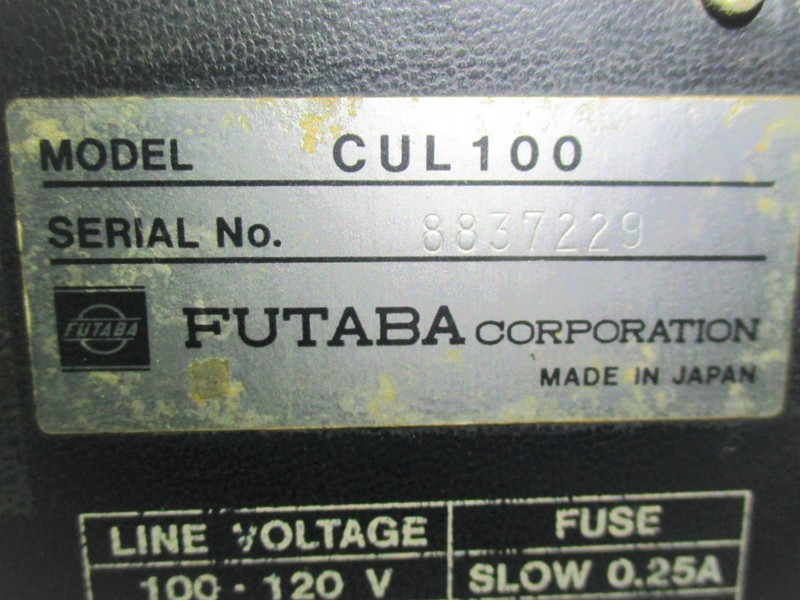 MODEL CUL100
SERIAL No. 8837229
FUTABA FUTABA CORPORATION
MADE IN JAPAN
LINE VOLTAGE FUSE
100 - 120 V SLOW 0.25A